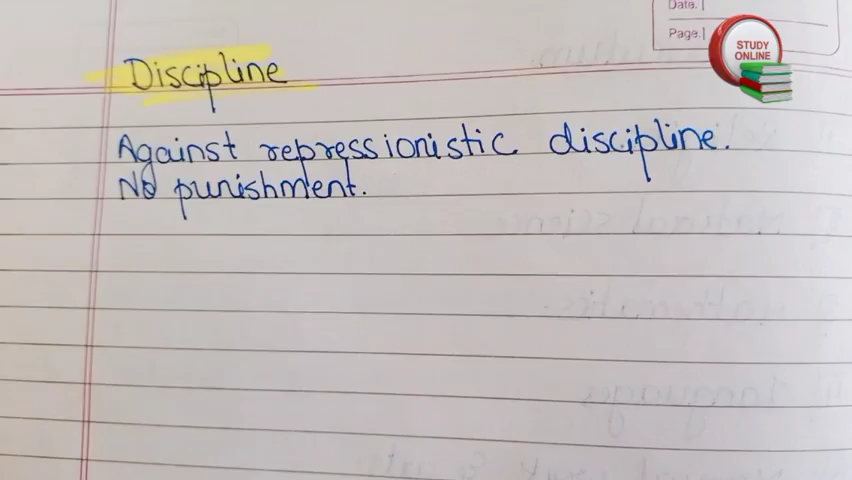 Date.
Page.
STUDY
ONLINE
Discipline
Against repressionistic discipline.
No punishment.